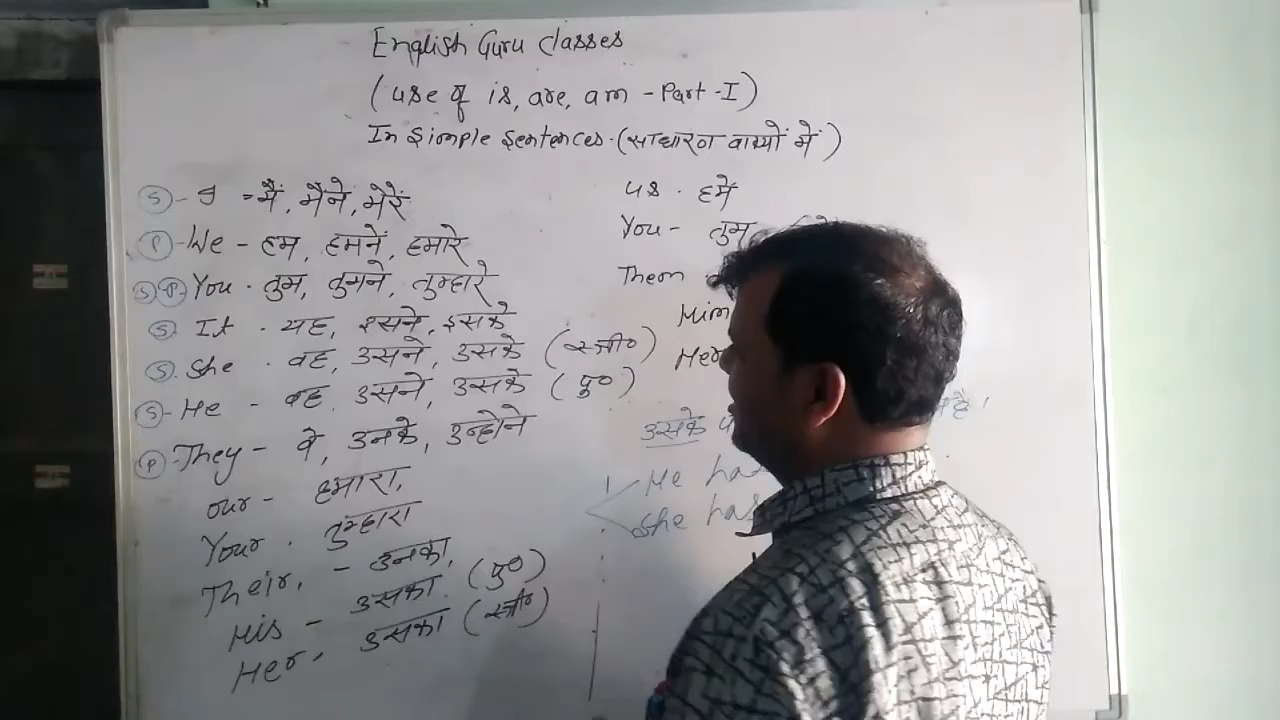 English Guru Classes
(use of is, are, am - Part - I)
In simple sentences. (साधारण वाक्यों में)
(S) - I = मैं, मैंने, मेरे
(P) - We - हम, हमने, हमारे
(S) (P) - You - तुम, तुमने, तुम्हारे
(S) It - यह, इसने, इसके
(S) - She - वह, उसने, उसके (स्त्री०)
(S) - He - वह, उसने, उसके (पु०)
(P) - They - वे, उनके, उन्होने
our - हमारा,
Your - तुम्हारा
Their, - उनका,
His - उसका (पु०)
Her, उसका (स्त्री०)
us - हमें
You - तुम
Them
Him
Her
उसके
He has
She has